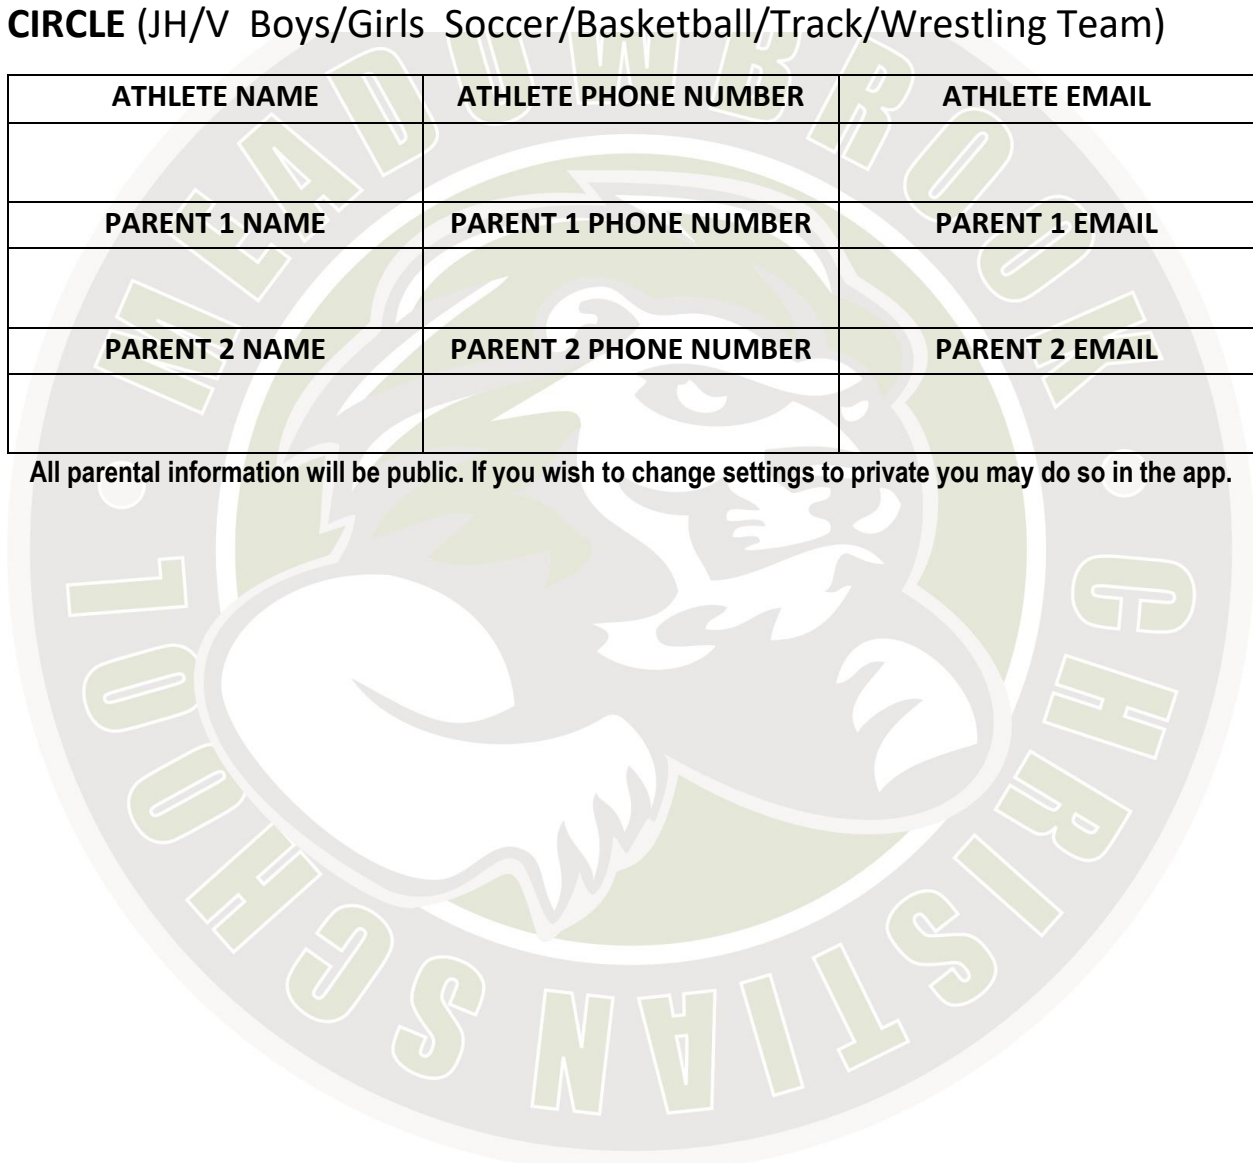 CIRCLE (JH/V Boys/Girls Soccer/Basketball/Track/Wrestling Team)
ATHLETE NAME ATHLETE PHONE NUMBER ATHLETE EMAIL
PARENT 1 NAME PARENT 1 PHONE NUMBER PARENT 1 EMAIL
PARENT 2 NAME PARENT 2 PHONE NUMBER PARENT 2 EMAIL
All parental information will be public. If you wish to change settings to private you may do so in the app.
MEADOWBROOK · CHRISTIAN SCHOOL ·